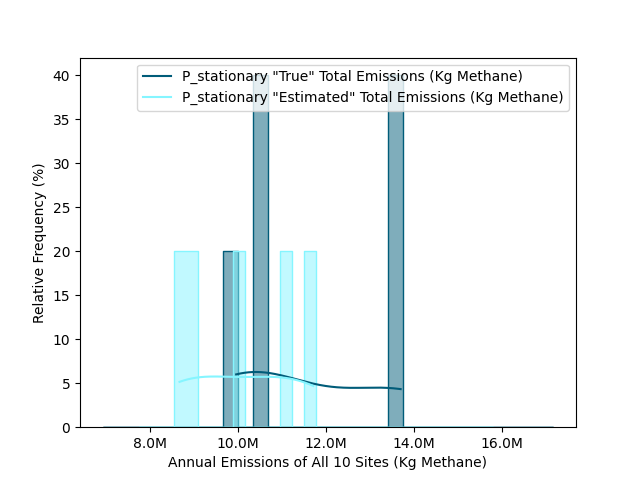 P_stationary "True" Total Emissions (Kg Methane)
P_stationary "Estimated" Total Emissions (Kg Methane)
40
35
30
25
20
15
10
5
0
Relative Frequency (%)
8.0M 10.0M 12.0M 14.0M 16.0M
Annual Emissions of All 10 Sites (Kg Methane)